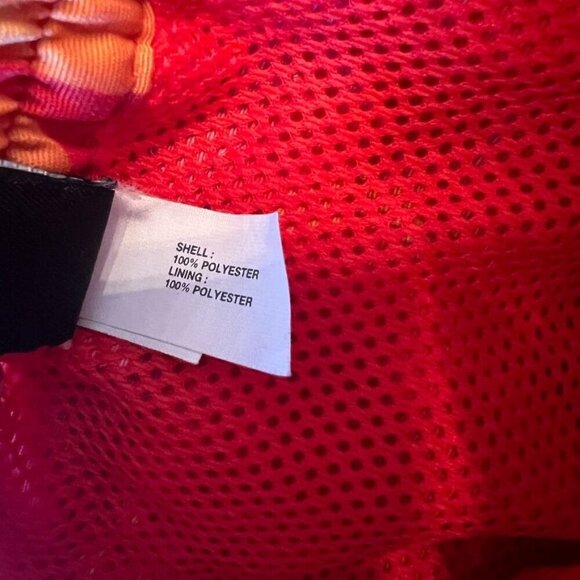 SHELL :
100% POLYESTER
LINING :
100% POLYESTER